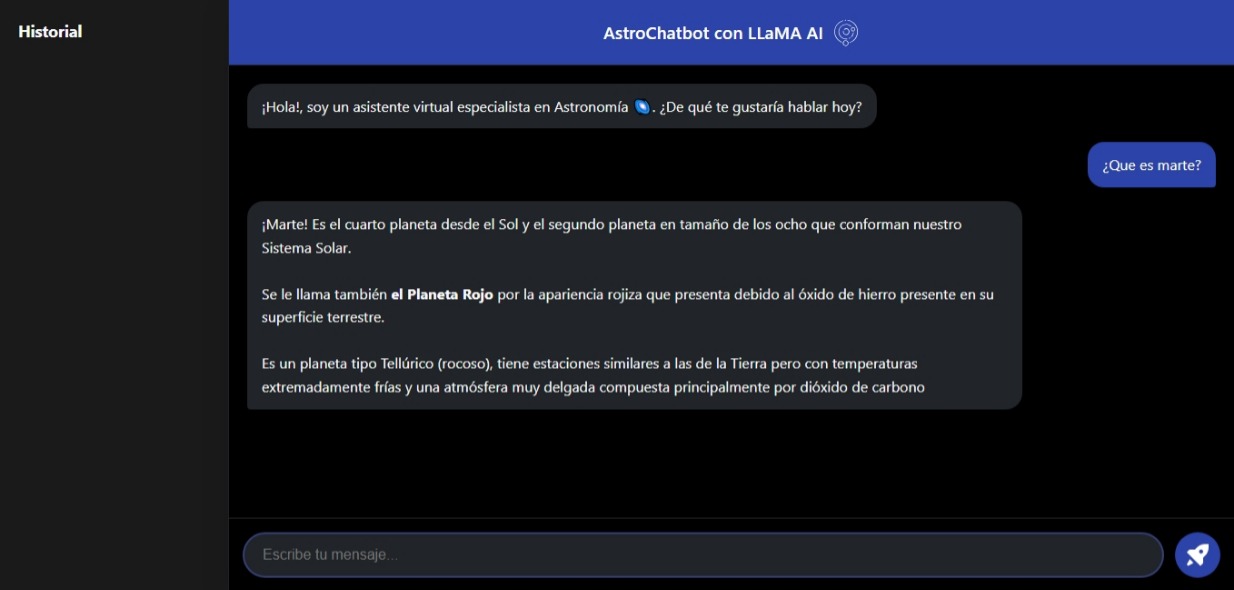 Historial
AstroChatbot con LLaMA AI
¡Hola!, soy un asistente virtual especialista en Astronomía . ¿De qué te gustaría hablar hoy?
¿Que es marte?
¡Marte! Es el cuarto planeta desde el Sol y el segundo planeta en tamaño de los ocho que conforman nuestro
Sistema Solar.
Se le llama también el Planeta Rojo por la apariencia rojiza que presenta debido al óxido de hierro presente en su
superficie terrestre.
Es un planeta tipo Tellúrico (rocoso), tiene estaciones similares a las de la Tierra pero con temperaturas
extremadamente frías y una atmósfera muy delgada compuesta principalmente por dióxido de carbono
Escribe tu mensaje...